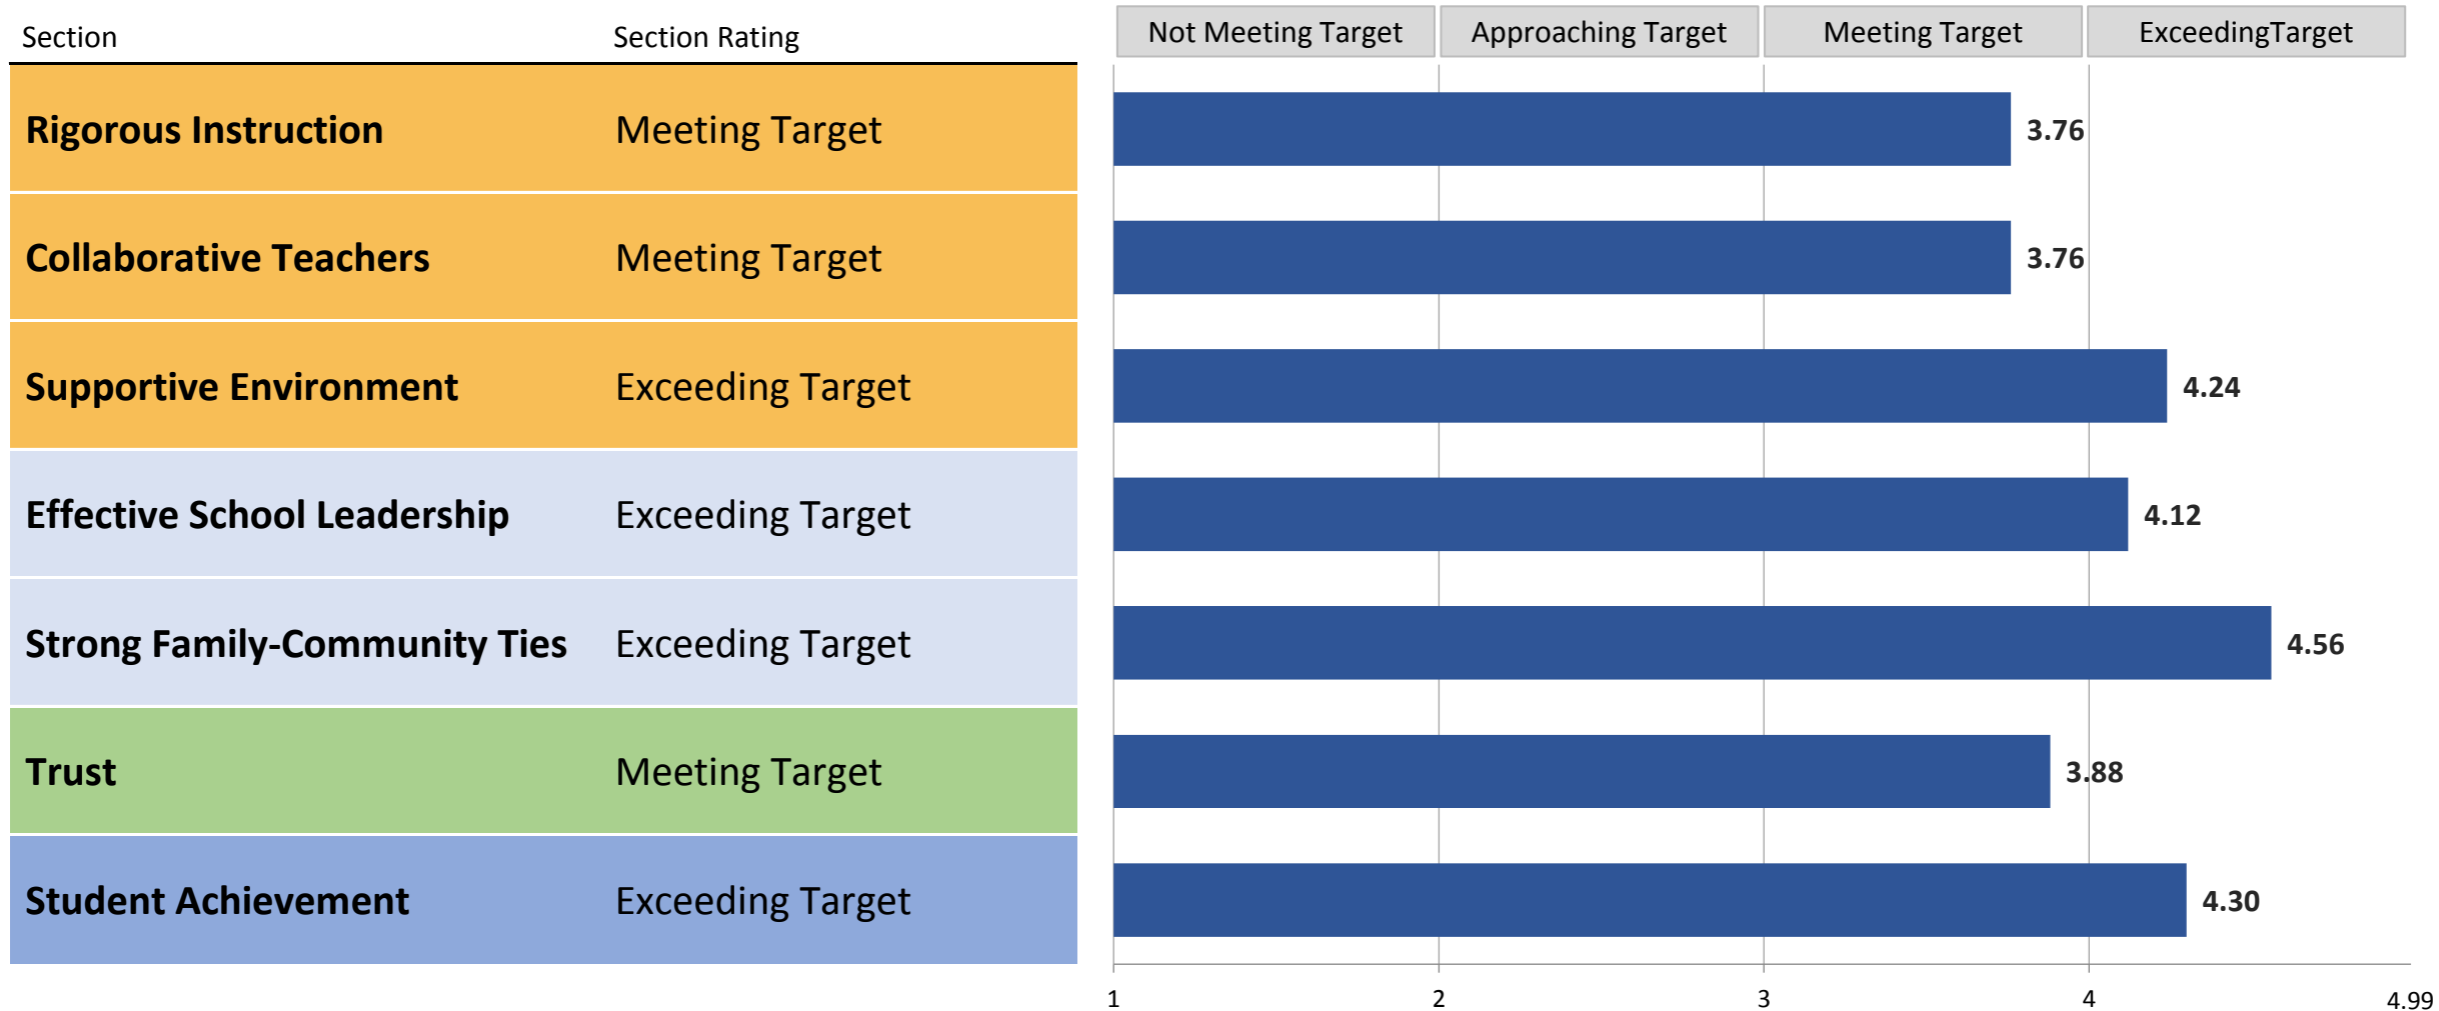 Section Section Rating Not Meeting Target Approaching Target Meeting Target ExceedingTarget
Rigorous Instruction Meeting Target 3.76
Collaborative Teachers Meeting Target 3.76
Supportive Environment Exceeding Target 4.24
Effective School Leadership Exceeding Target 4.12
Strong Family-Community Ties Exceeding Target 4.56
Trust Meeting Target 3.88
Student Achievement Exceeding Target 4.30
1 2 3 4 4.99